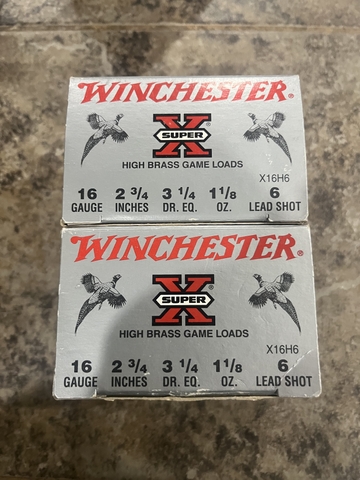 WINCHESTER®
SUPER X
HIGH BRASS GAME LOADS
X16H6
16 2 3/4 3 1/4 1 1/8 6
GAUGE INCHES DR. EQ. OZ. LEAD SHOT
WINCHESTER®
SUPER X®
HIGH BRASS GAME LOADS
X16H6
16 2 3/4 3 1/4 1 1/8 6
GAUGE INCHES DR. EQ. OZ. LEAD SHOT